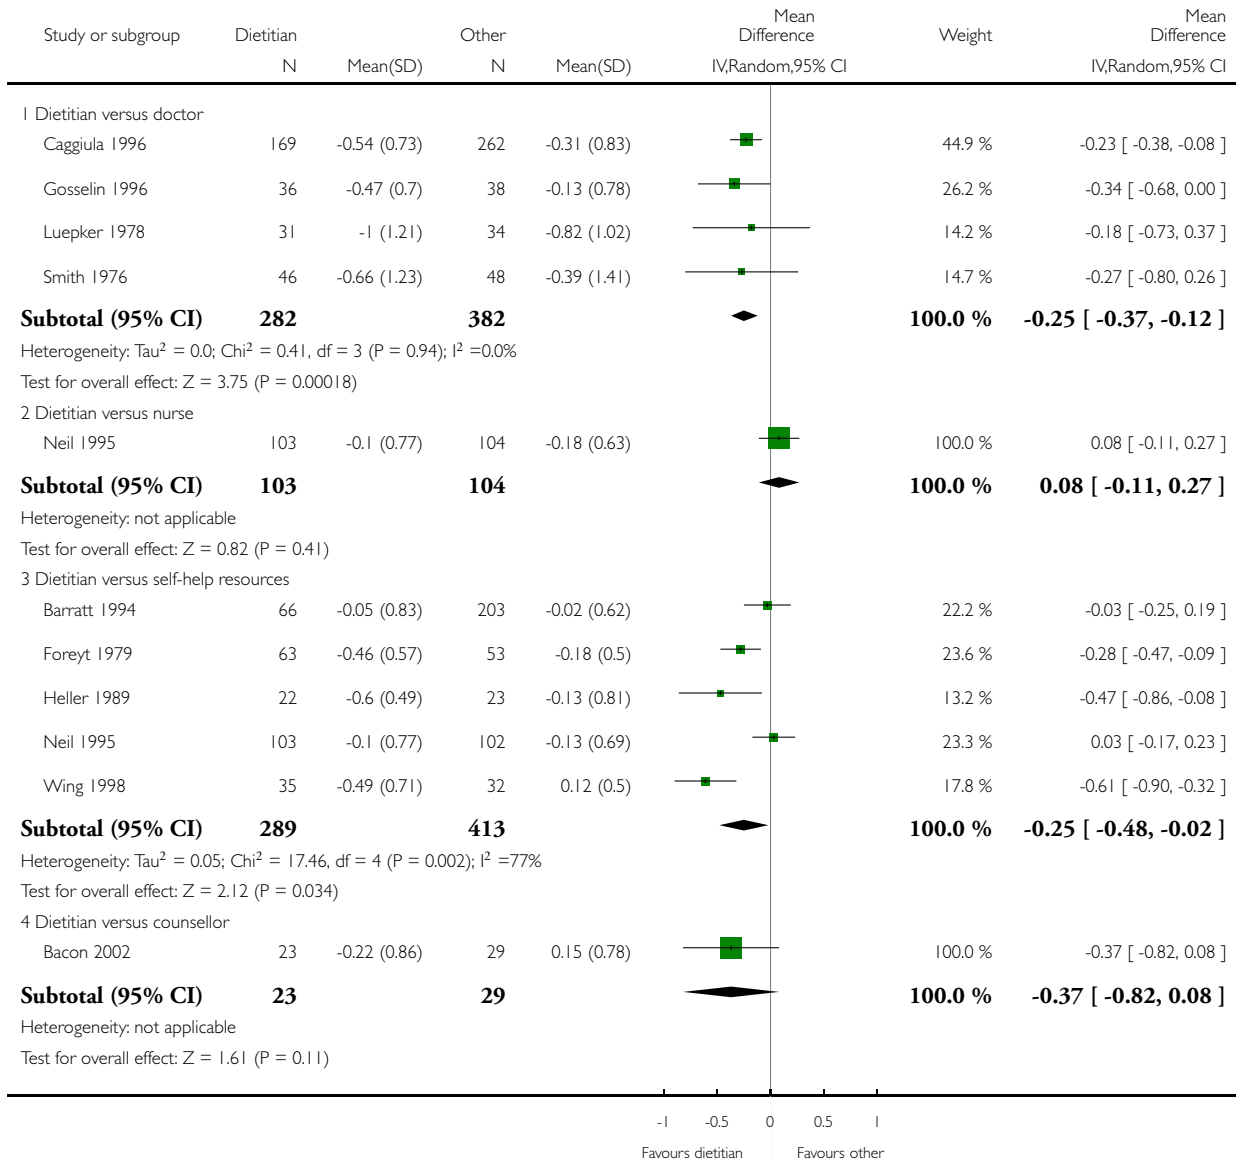 Study or subgroup Dietitian Other Mean Difference Weight Mean Difference
N Mean(SD) N Mean(SD) IV,Random,95% CI IV,Random,95% CI
1 Dietitian versus doctor
Caggiula 1996 169 -0.54 (0.73) 262 -0.31 (0.83) 44.9 % -0.23 [ -0.38, -0.08 ]
Gosselin 1996 36 -0.47 (0.7) 38 -0.13 (0.78) 26.2 % -0.34 [ -0.68, 0.00 ]
Luepker 1978 31 -1 (1.21) 34 -0.82 (1.02) 14.2 % -0.18 [ -0.73, 0.37 ]
Smith 1976 46 -0.66 (1.23) 48 -0.39 (1.41) 14.7 % -0.27 [ -0.80, 0.26 ]
Subtotal (95% CI) 282 382 100.0 % -0.25 [ -0.37, -0.12 ]
Heterogeneity: Tau² = 0.0; Chi² = 0.41, df = 3 (P = 0.94); I² =0.0%
Test for overall effect: Z = 3.75 (P = 0.00018)
2 Dietitian versus nurse
Neil 1995 103 -0.1 (0.77) 104 -0.18 (0.63) 100.0 % 0.08 [ -0.11, 0.27 ]
Subtotal (95% CI) 103 104 100.0 % 0.08 [ -0.11, 0.27 ]
Heterogeneity: not applicable
Test for overall effect: Z = 0.82 (P = 0.41)
3 Dietitian versus self-help resources
Barratt 1994 66 -0.05 (0.83) 203 -0.02 (0.62) 22.2 % -0.03 [ -0.25, 0.19 ]
Foreyt 1979 63 -0.46 (0.57) 53 -0.18 (0.5) 23.6 % -0.28 [ -0.47, -0.09 ]
Heller 1989 22 -0.6 (0.49) 23 -0.13 (0.81) 13.2 % -0.47 [ -0.86, -0.08 ]
Neil 1995 103 -0.1 (0.77) 102 -0.13 (0.69) 23.3 % 0.03 [ -0.17, 0.23 ]
Wing 1998 35 -0.49 (0.71) 32 0.12 (0.5) 17.8 % -0.61 [ -0.90, -0.32 ]
Subtotal (95% CI) 289 413 100.0 % -0.25 [ -0.48, -0.02 ]
Heterogeneity: Tau² = 0.05; Chi² = 17.46, df = 4 (P = 0.002); I² =77%
Test for overall effect: Z = 2.12 (P = 0.034)
4 Dietitian versus counsellor
Bacon 2002 23 -0.22 (0.86) 29 0.15 (0.78) 100.0 % -0.37 [ -0.82, 0.08 ]
Subtotal (95% CI) 23 29 100.0 % -0.37 [ -0.82, 0.08 ]
Heterogeneity: not applicable
Test for overall effect: Z = 1.61 (P = 0.11)
-1 -0.5 0 0.5 1
Favours dietitian Favours other